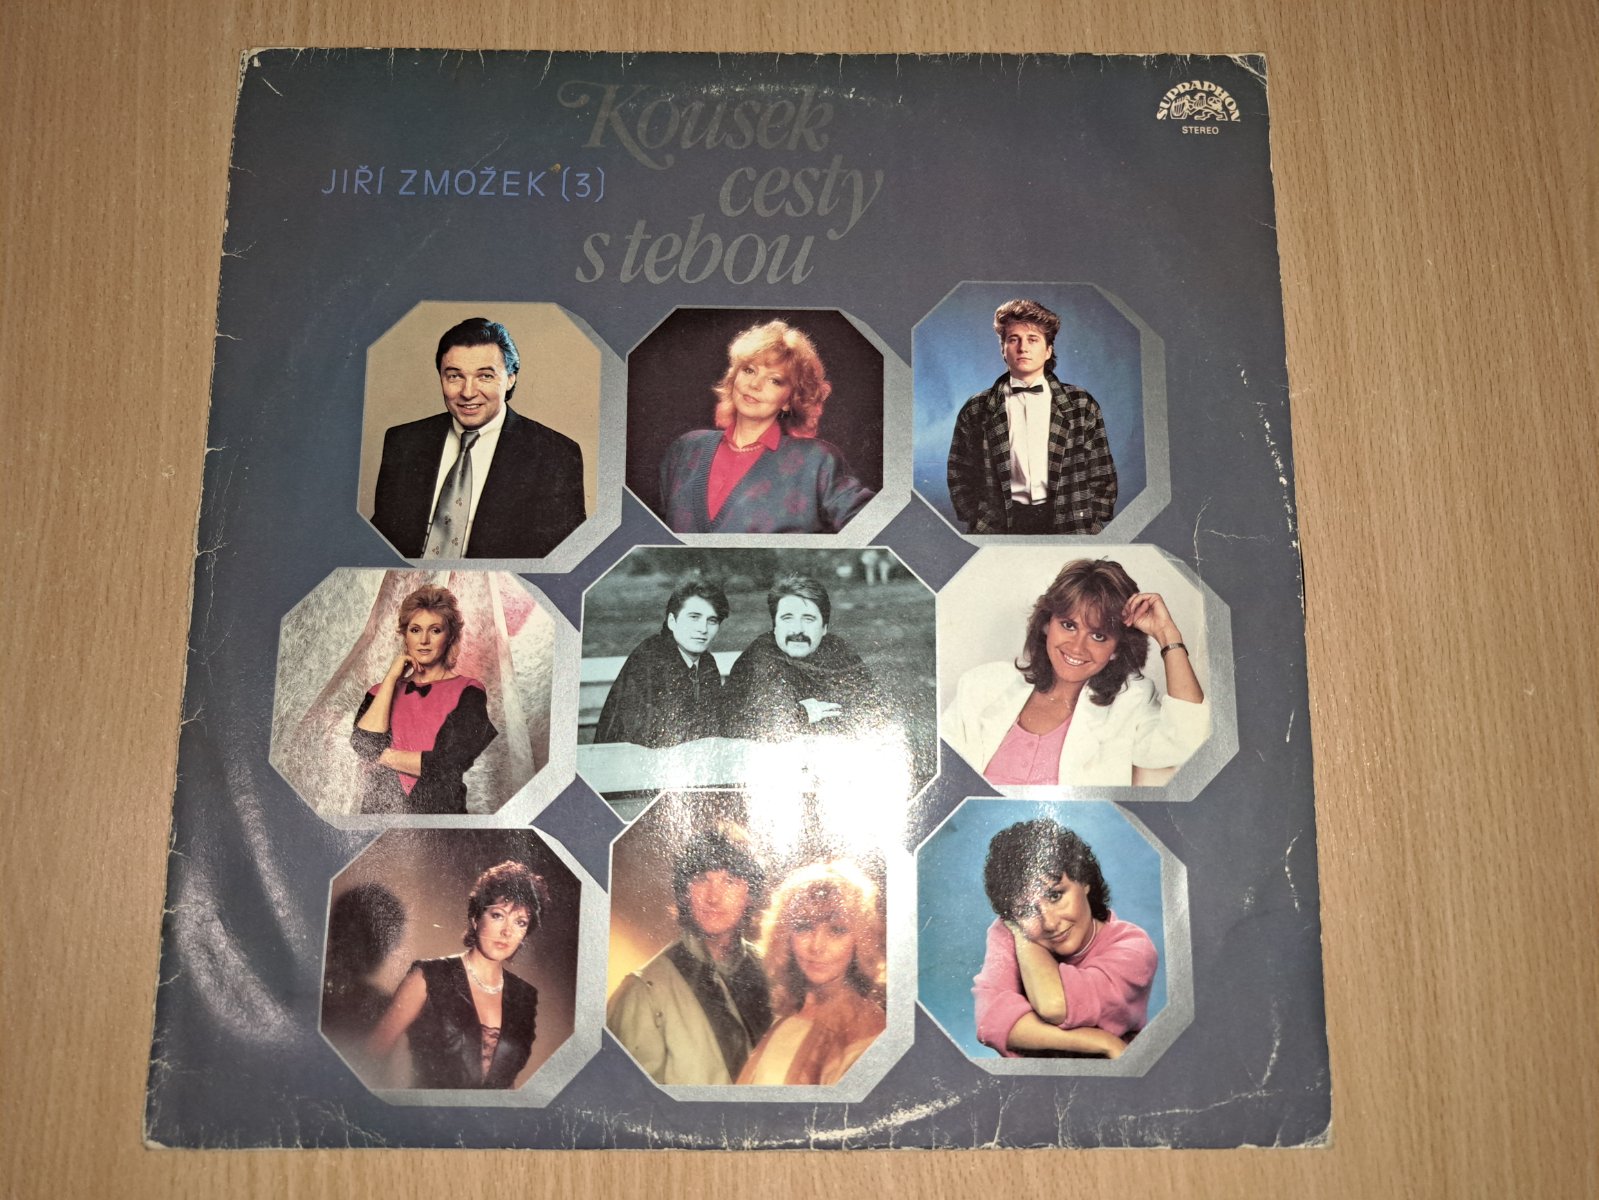 Kousek
cesty
s tebou
JIŘÍ ZMOŽEK (3)
SUPRAPHON
STEREO